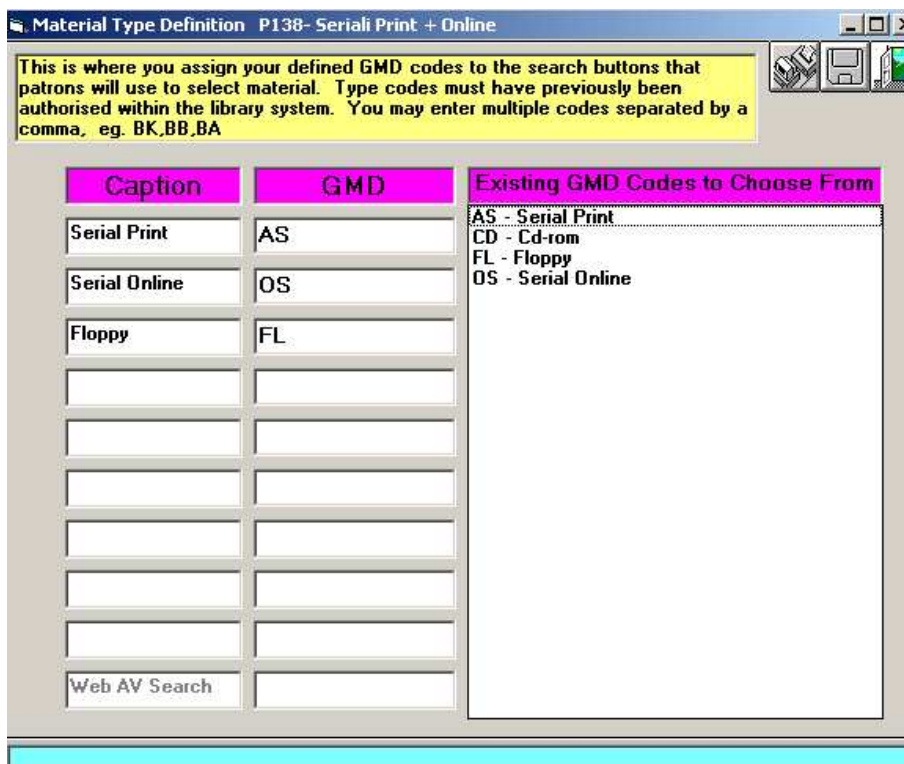 Material Type Definition P138- Seriali Print + Online
This is where you assign your defined GMD codes to the search buttons that
patrons will use to select material. Type codes must have previously been
authorised within the library system. You may enter multiple codes separated by a
comma, eg. BK,BB,BA
Caption GMD Existing GMD Codes to Choose From
Serial Print AS
Serial Online OS
Floppy FL
Web AV Search
AS - Serial Print
CD - Cd-rom
FL - Floppy
OS - Serial Online